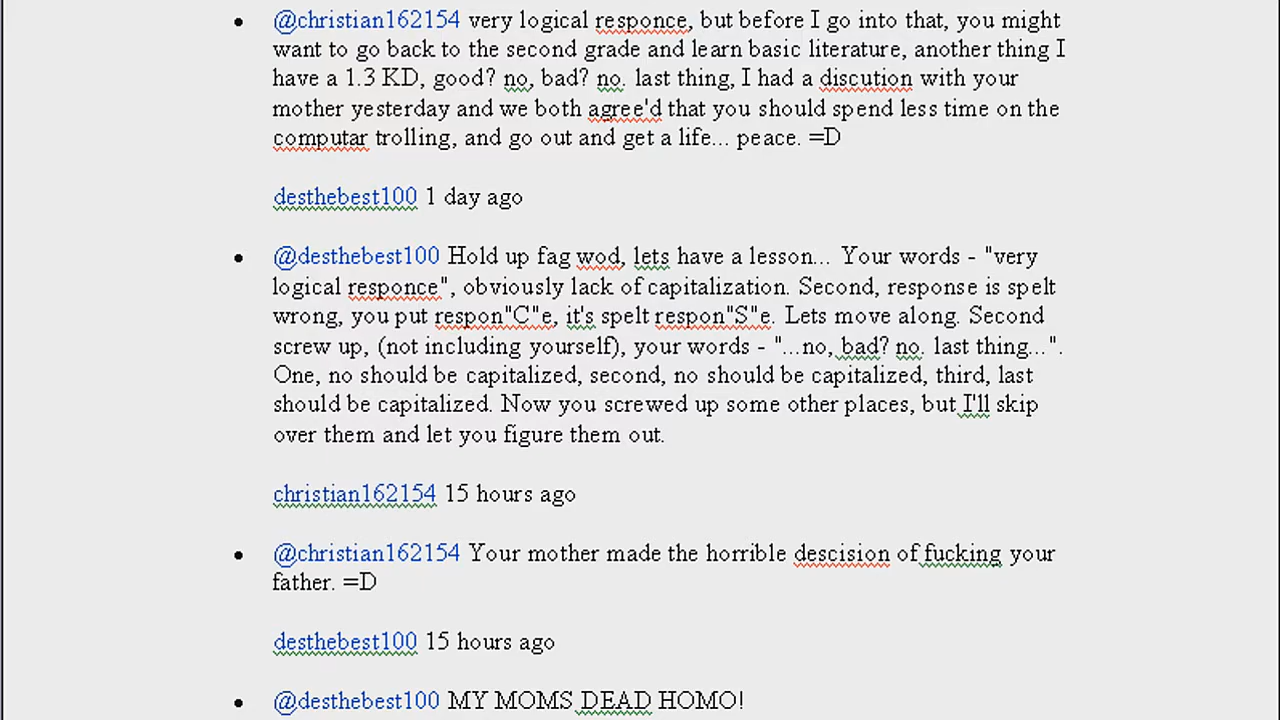 @christian162154 very logical responce, but before I go into that, you might
want to go back to the second grade and learn basic literature, another thing I
have a 1.3 KD, good? no, bad? no. last thing, I had a discution with your
mother yesterday and we both agree'd that you should spend less time on the
computar trolling, and go out and get a life... peace. =D
desthebest100 1 day ago
@desthebest100 Hold up fag wod, lets have a lesson... Your words - "very
logical responce", obviously lack of capitalization. Second, response is spelt
wrong, you put respon"C"e, it's spelt respon"S"e. Lets move along. Second
screw up, (not including yourself), your words - "...no, bad? no. last thing...".
One, no should be capitalized, second, no should be capitalized, third, last
should be capitalized. Now you screwed up some other places, but I'll skip
over them and let you figure them out.
christian162154 15 hours ago
@christian162154 Your mother made the horrible descision of fucking your
father. =D
desthebest100 15 hours ago
@desthebest100 MY MOMS DEAD HOMO!